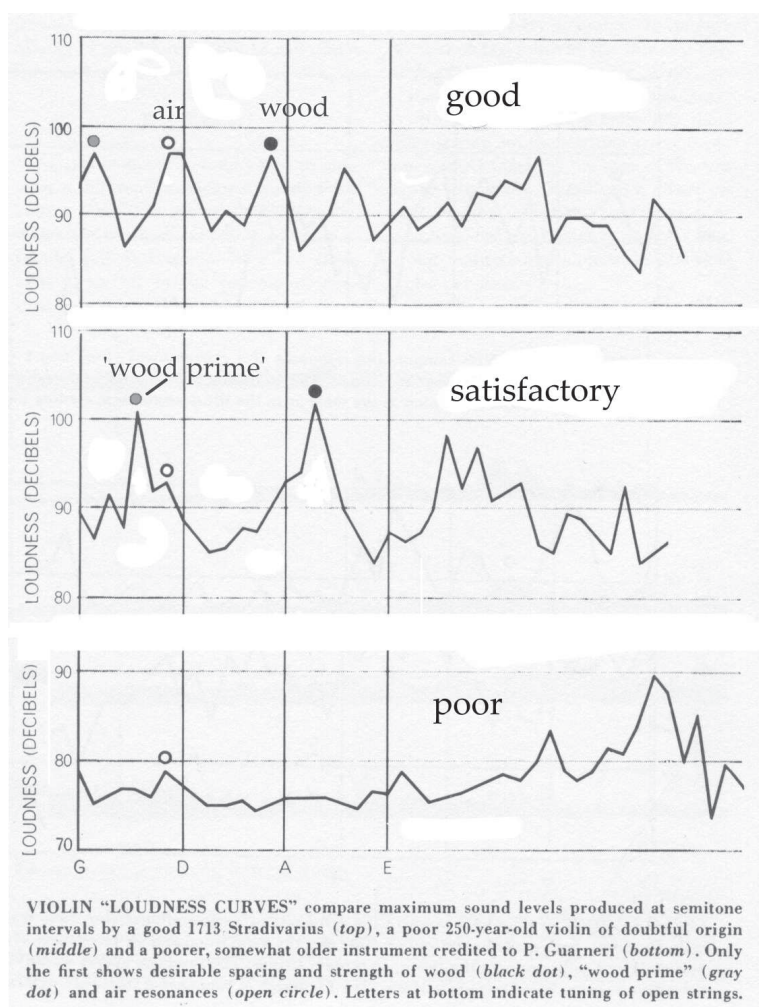 110
air
wood
good
100
90
80
LOUDNESS (DECIBELS)
110
'wood prime'
satisfactory
100
90
80
LOUDNESS (DECIBELS)
90
poor
80
70
LOUDNESS (DECIBELS)
G D A E
VIOLIN “LOUDNESS CURVES” compare maximum sound levels produced at semitone
intervals by a good 1713 Stradivarius (top), a poor 250-year-old violin of doubtful origin
(middle) and a poorer, somewhat older instrument credited to P. Guarneri (bottom). Only
the first shows desirable spacing and strength of wood (black dot), “wood prime” (gray
dot) and air resonances (open circle). Letters at bottom indicate tuning of open strings.